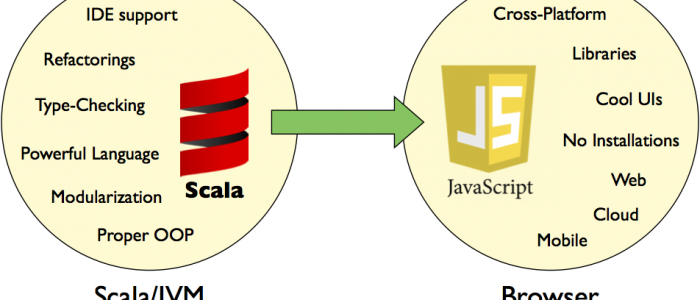 IDE support
Refactorings
Type-Checking
Powerful Language
Modularization
Proper OOP
Scala
Scala/JVM
Cross-Platform
Libraries
Cool UIs
No Installations
Web
Cloud
Mobile
JS
JavaScript
Browser